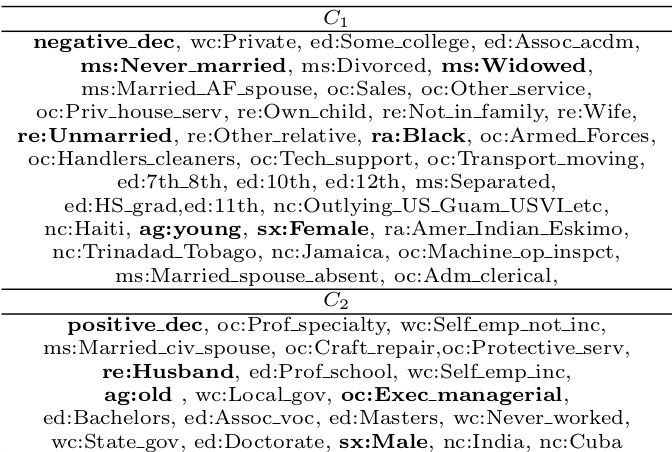 C1
negative_dec, wc:Private, ed:Some_college, ed:Assoc_acdm,
ms:Never_married, ms:Divorced, ms:Widowed,
ms:Married_AF_spouse, oc:Sales, oc:Other_service,
oc:Priv_house_serv, re:Own_child, re:Not_in_family, re:Wife,
re:Unmarried, re:Other_relative, ra:Black, oc:Armed_Forces,
oc:Handlers_cleaners, oc:Tech_support, oc:Transport_moving,
ed:7th_8th, ed:10th, ed:12th, ms:Separated,
ed:HS_grad,ed:11th, nc:Outlying_US_Guam_USVI_etc,
nc:Haiti, ag:young, sx:Female, ra:Amer_Indian_Eskimo,
nc:Trinadad_Tobago, nc:Jamaica, oc:Machine_op_inspct,
ms:Married_spouse_absent, oc:Adm_clerical,
C2
positive_dec, oc:Prof_specialty, wc:Self_emp_not_inc,
ms:Married_civ_spouse, oc:Craft_repair,oc:Protective_serv,
re:Husband, ed:Prof_school, wc:Self_emp_inc,
ag:old , wc:Local_gov, oc:Exec_managerial,
ed:Bachelors, ed:Assoc_voc, ed:Masters, wc:Never_worked,
wc:State_gov, ed:Doctorate, sx:Male, nc:India, nc:Cuba